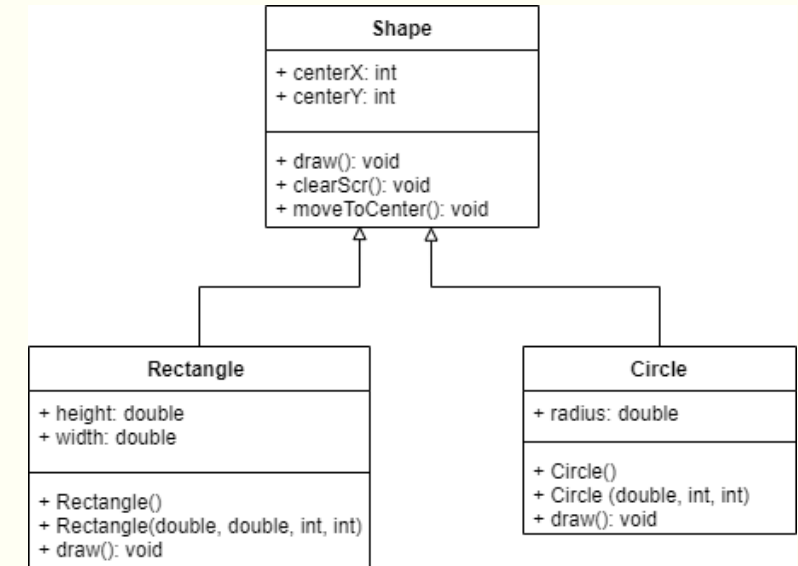 Shape
+ centerX: int
+ centerY: int
+ draw(): void
+ clearScr(): void
+ moveToCenter(): void
Rectangle
+ height: double
+ width: double
+ Rectangle()
+ Rectangle(double, double, int, int)
+ draw(): void
Circle
+ radius: double
+ Circle()
+ Circle (double, int, int)
+ draw(): void